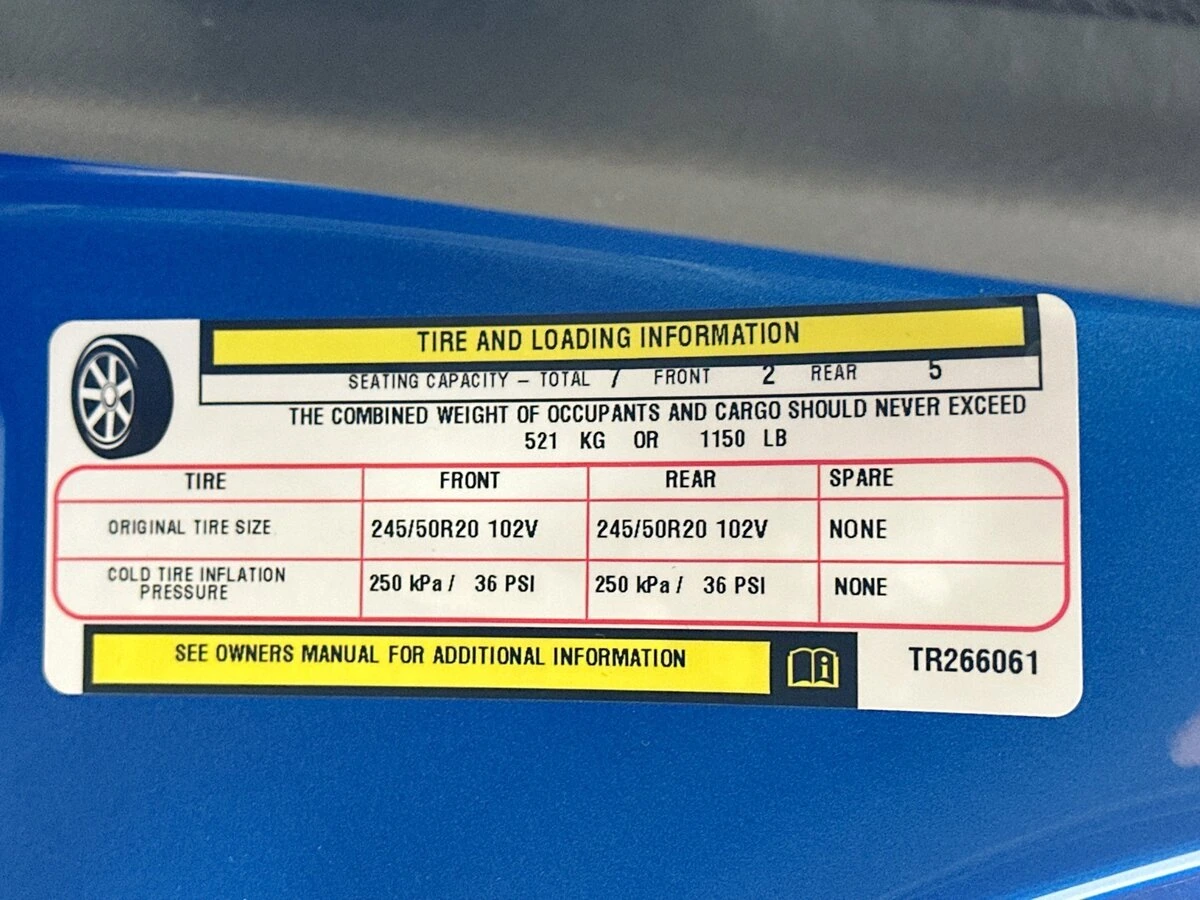 TIRE AND LOADING INFORMATION
SEATING CAPACITY – TOTAL 7 FRONT 2 REAR 5
THE COMBINED WEIGHT OF OCCUPANTS AND CARGO SHOULD NEVER EXCEED
521 KG OR 1150 LB
TIRE FRONT REAR SPARE
ORIGINAL TIRE SIZE 245/50R20 102V 245/50R20 102V NONE
COLD TIRE INFLATION
PRESSURE 250 kPa / 36 PSI 250 kPa / 36 PSI NONE
SEE OWNERS MANUAL FOR ADDITIONAL INFORMATION
TR266061